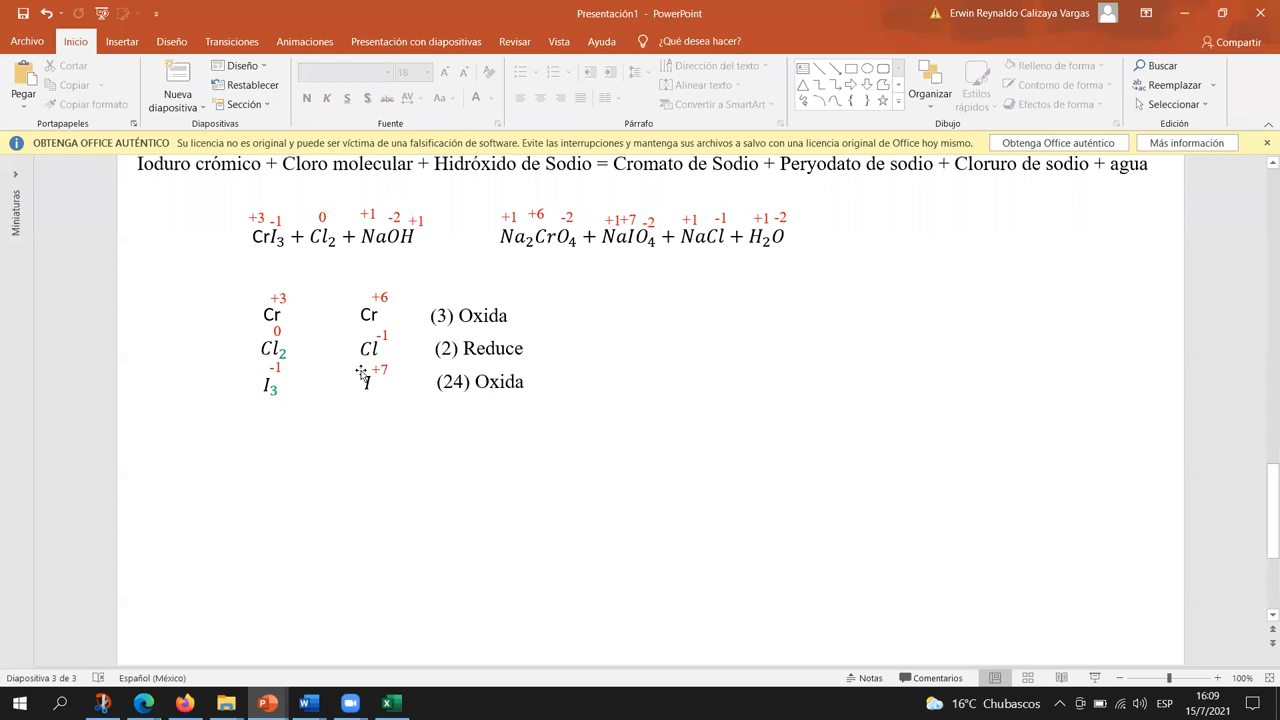 Presentación1 - PowerPoint
Erwin Reynaldo Calizaya Vargas
Archivo Inicio Insertar Diseño Transiciones Animaciones Presentación con diapositivas Revisar Vista Ayuda ¿Qué desea hacer? Compartir
Pegar Cortar Copiar Copiar formato
Nueva diapositiva Diseño Restablecer Sección
18
N K S S abc AV Aa A
Dirección del texto Alinear texto Convertir a SmartArt
Organizar Estilos rápidos Relleno de forma Contorno de forma Efectos de forma
Buscar Reemplazar Seleccionar
Portapapeles Diapositivas Fuente Párrafo Dibujo Edición
OBTENGA OFFICE AUTÉNTICO Su licencia no es original y puede ser víctima de una falsificación de software. Evite las interrupciones y mantenga sus archivos a salvo con una licencia original de Office hoy mismo. Obtenga Office auténtico Más información
Miniaturas
Ioduro crómico + Cloro molecular + Hidróxido de Sodio = Cromato de Sodio + Peryodato de sodio + Cloruro de sodio + agua
+3 -1 0 +1 -2 +1 +1 +6 -2 +1+7 -2 +1 -1 +1 -2
CrI₃ + Cl₂ + NaOH Na₂CrO₄ + NaIO₄ + NaCl + H₂O
+3 +6
Cr Cr (3) Oxida
0 -1
Cl₂ Cl (2) Reduce
-1 +7
I₃ I (24) Oxida
Diapositiva 3 de 3 Español (México) Notas Comentarios 100%
16°C Chubascos ESP 16:09
15/7/2021